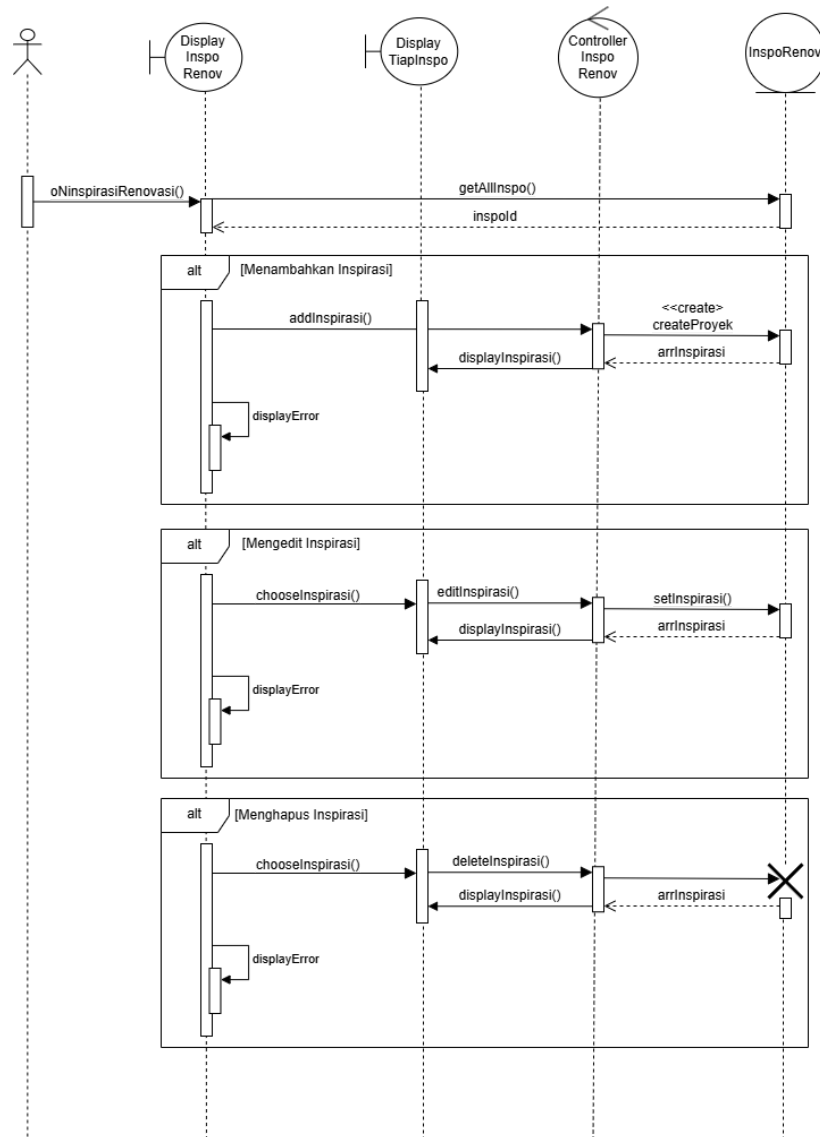 Display
Inspo
Renov
Display
TiapInspo
Controller
Inspo
Renov
InspoRenov
oNinspirasiRenovasi()
getAllInspo()
inspoId
alt
[Menambahkan Inspirasi]
addInspirasi()
<<create>
createProyek
displayInspirasi()
arrInspirasi
displayError
alt
[Mengedit Inspirasi]
chooseInspirasi()
editInspirasi()
setInspirasi()
displayInspirasi()
arrInspirasi
displayError
alt
[Menghapus Inspirasi]
chooseInspirasi()
deleteInspirasi()
displayInspirasi()
arrInspirasi
displayError